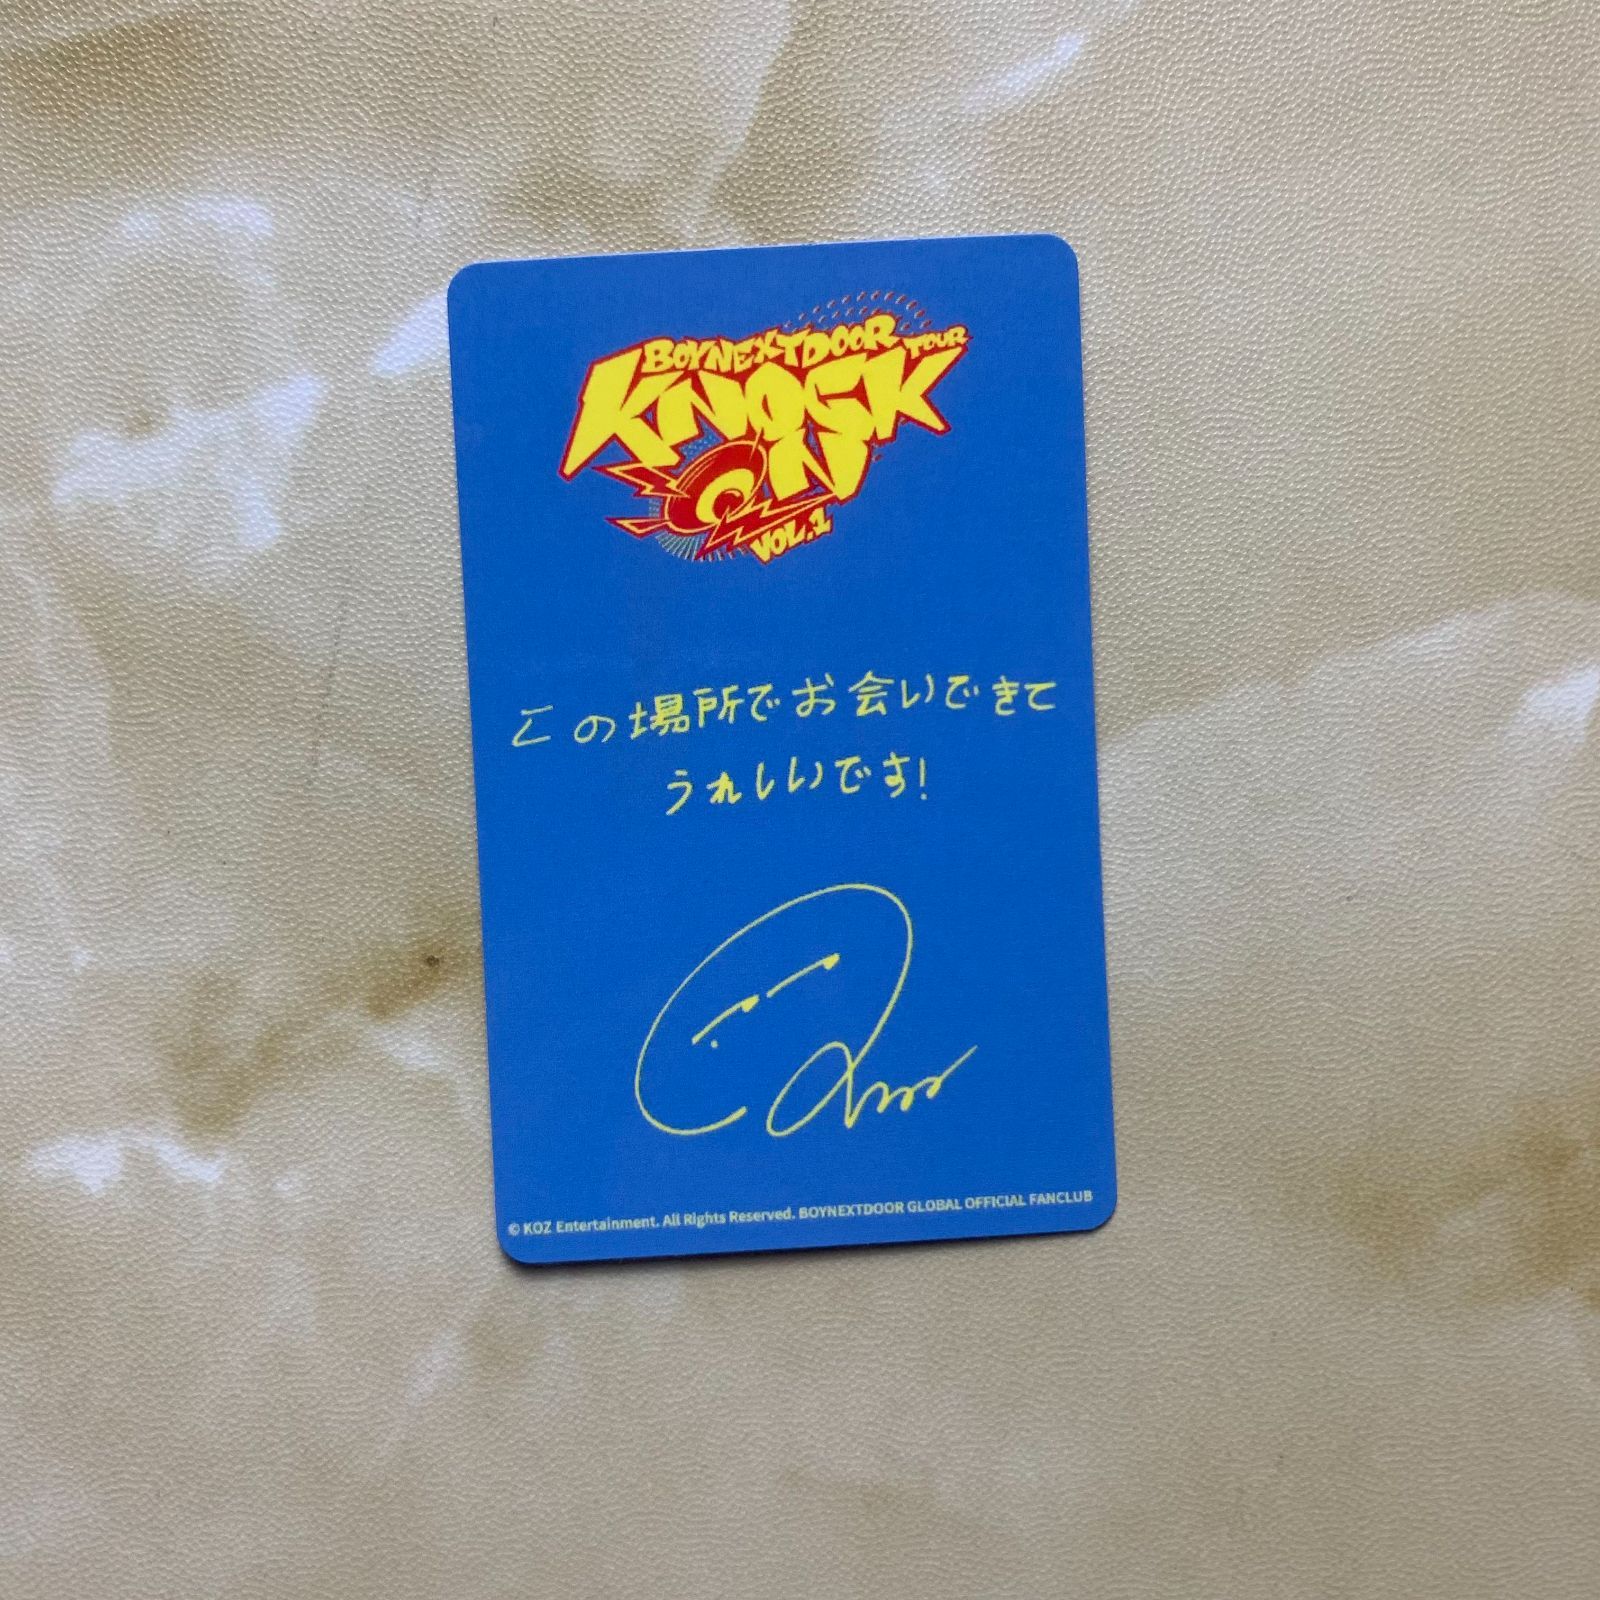 BOYNEXTDOOR TOUR
KNOCK
ON
VOL.1
この場所でお会いできて
うれしいです!
© KOZ Entertainment. All Rights Reserved. BOYNEXTDOOR GLOBAL OFFICIAL FANCLUB